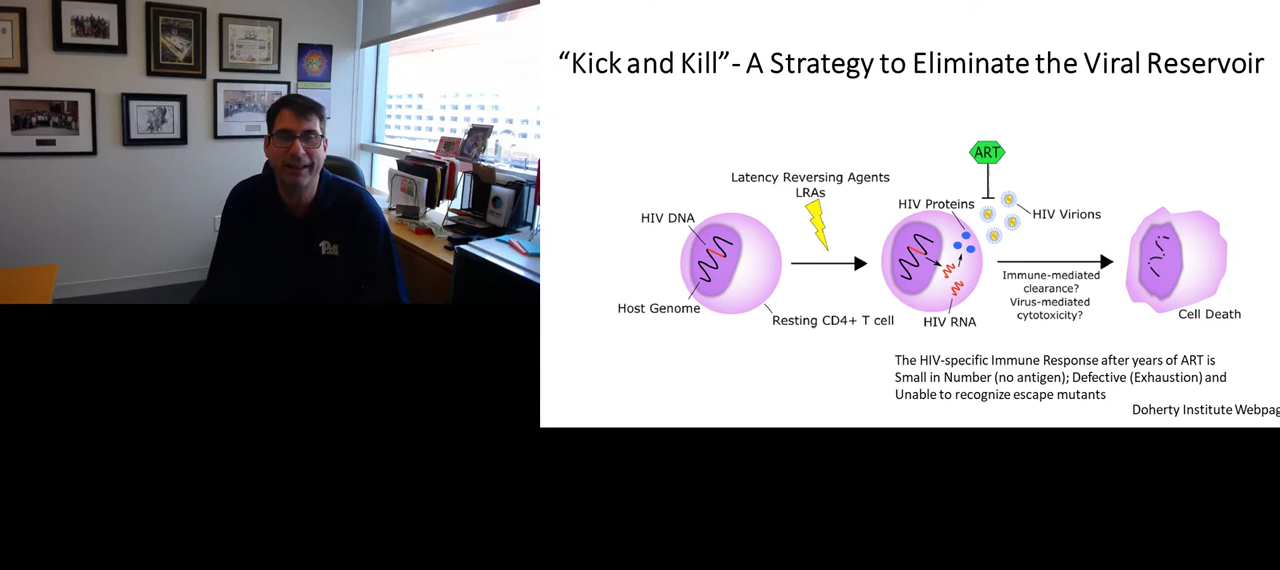 “Kick and Kill”- A Strategy to Eliminate the Viral Reservoir
ART
Latency Reversing Agents
LRAs
HIV DNA
HIV Proteins
HIV Virions
Host Genome
Resting CD4+ T cell
HIV RNA
Immune-mediated
clearance?
Virus-mediated
cytotoxicity?
Cell Death
The HIV-specific Immune Response after years of ART is
Small in Number (no antigen); Defective (Exhaustion) and
Unable to recognize escape mutants
Doherty Institute Webpag
Pitt